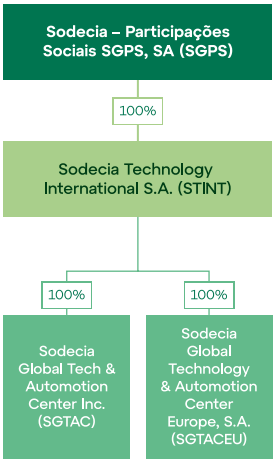 Sodecia – Participações
Sociais SGPS, SA (SGPS)
100%
Sodecia Technology
International S.A. (STINT)
100%
100%
Sodecia
Global Tech &
Automotion
Center Inc.
(SGTAC)
Sodecia
Global
Technology
& Automation
Center
Europe, S.A.
(SGTACEU)